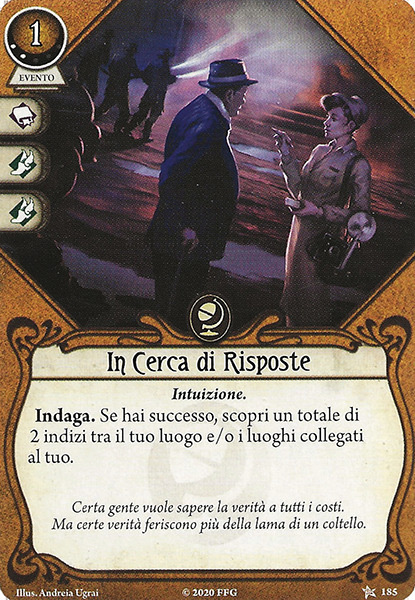 1
EVENTO
In Cerca di Risposte
Intuizione.
Indaga. Se hai successo, scopri un totale di
2 indizi tra il tuo luogo e/o i luoghi collegati
al tuo.
Certa gente vuole sapere la verità a tutti i costi.
Ma certe verità feriscono più della lama di un coltello.
Illus. Andreia Ugrai © 2020 FFG 185